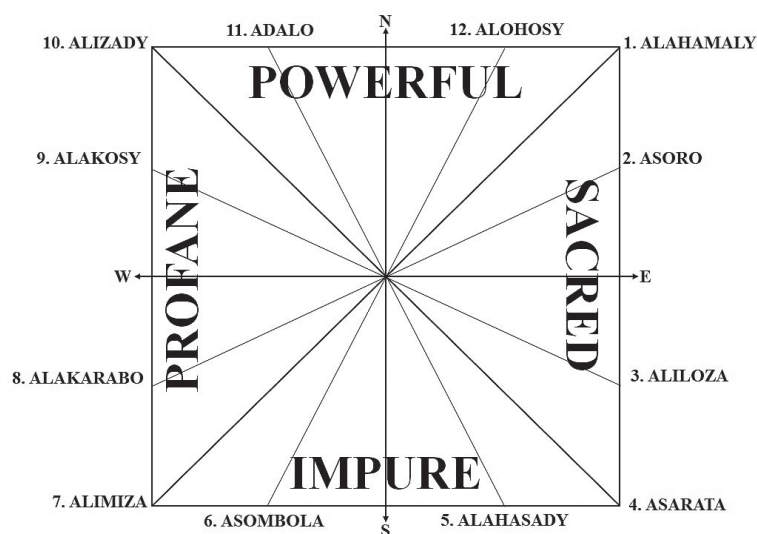 N
11. ADALO
12. ALOHOSY
10. ALIZADY
1. ALAHAMALY
POWERFUL
9. ALAKOSY
2. ASORO
PROFANE
SACRED
W
E
8. ALAKARABO
3. ALILOZA
IMPURE
7. ALIMIZA
4. ASARATA
6. ASOMBOLA
5. ALAHASADY
S